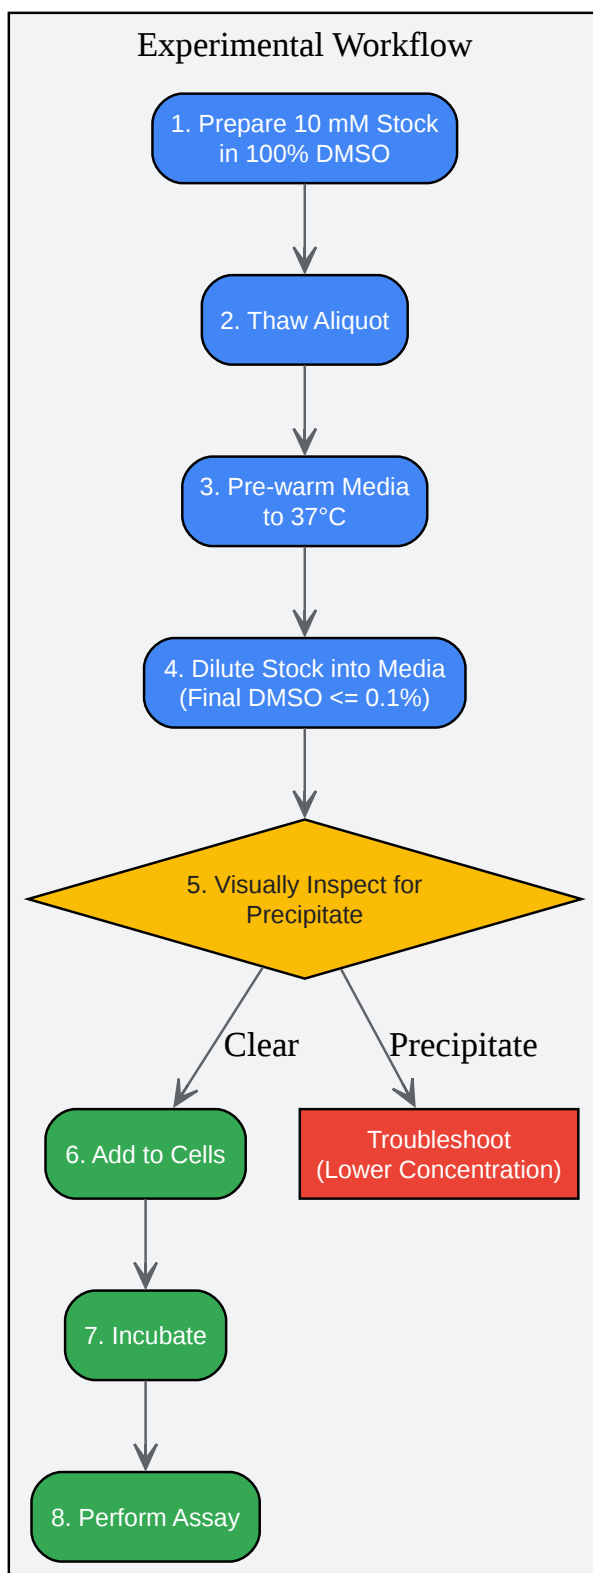 Experimental Workflow
1. Prepare 10 mM Stock
in 100% DMSO
2. Thaw Aliquot
3. Pre-warm Media
to 37°C
4. Dilute Stock into Media
(Final DMSO <= 0.1%)
5. Visually Inspect for
Precipitate
Clear
Precipitate
6. Add to Cells
Troubleshoot
(Lower Concentration)
7. Incubate
8. Perform Assay